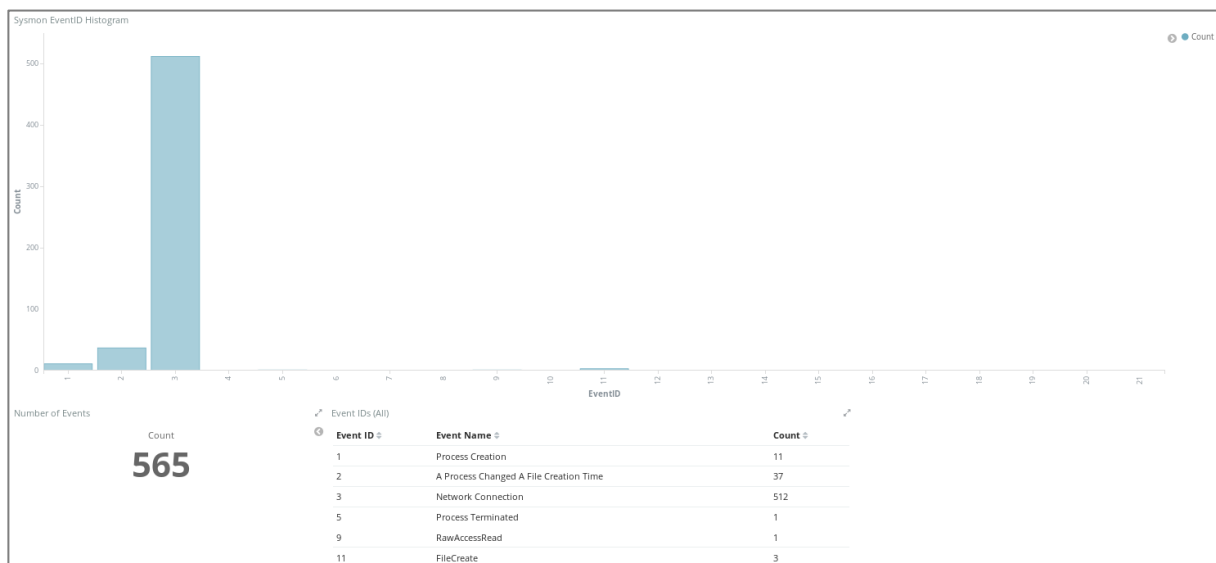 Sysmon EventID Histogram
Count
500
400
300
200
100
0
Count
1 2 3 4 5 6 7 8 9 10 11 12 13 14 15 16 17 18 19 20 21
EventID
Number of Events
Count
565
Event IDs (All)
Event ID Event Name Count
1 Process Creation 11
2 A Process Changed A File Creation Time 37
3 Network Connection 512
5 Process Terminated 1
9 RawAccessRead 1
11 FileCreate 3